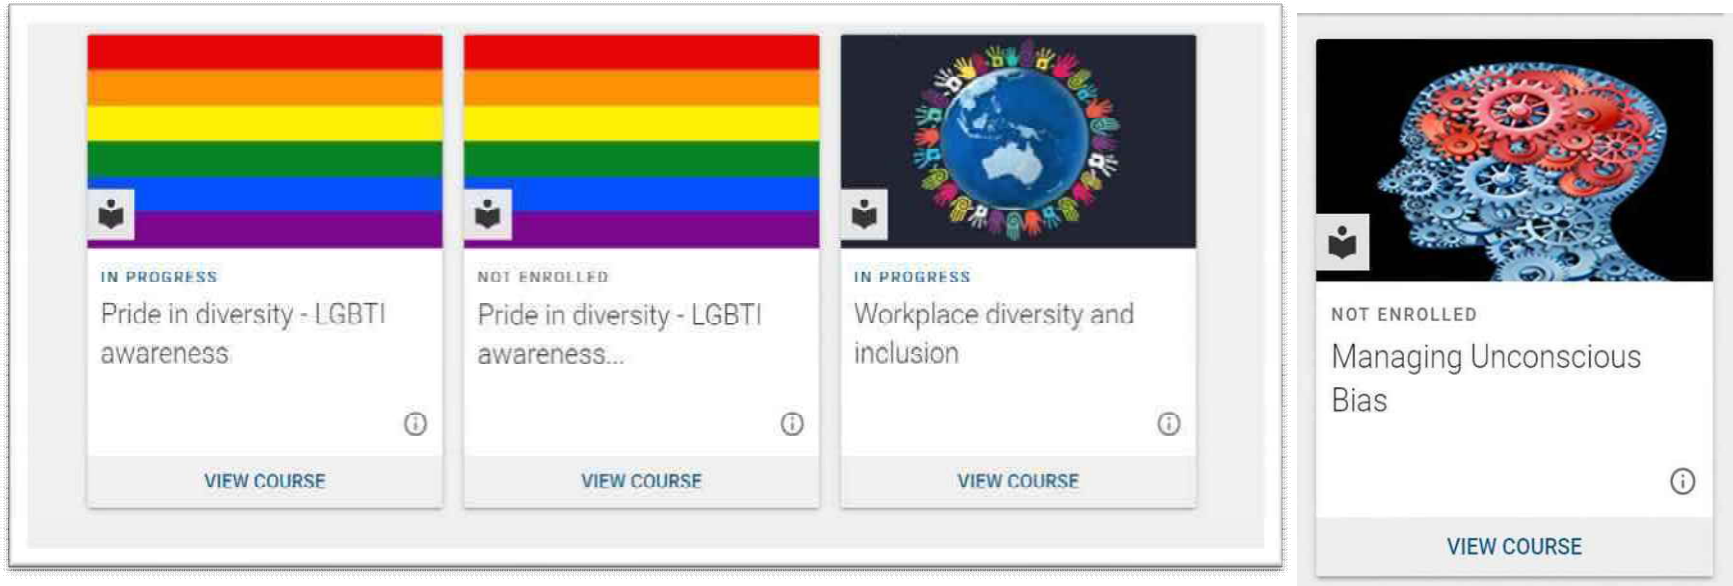 IN PROGRESS
Pride in diversity - LGBTI
awareness
VIEW COURSE
NOT ENROLLED
Pride in diversity - LGBTI
awareness...
VIEW COURSE
IN PROGRESS
Workplace diversity and
inclusion
VIEW COURSE
NOT ENROLLED
Managing Unconscious
Bias
VIEW COURSE